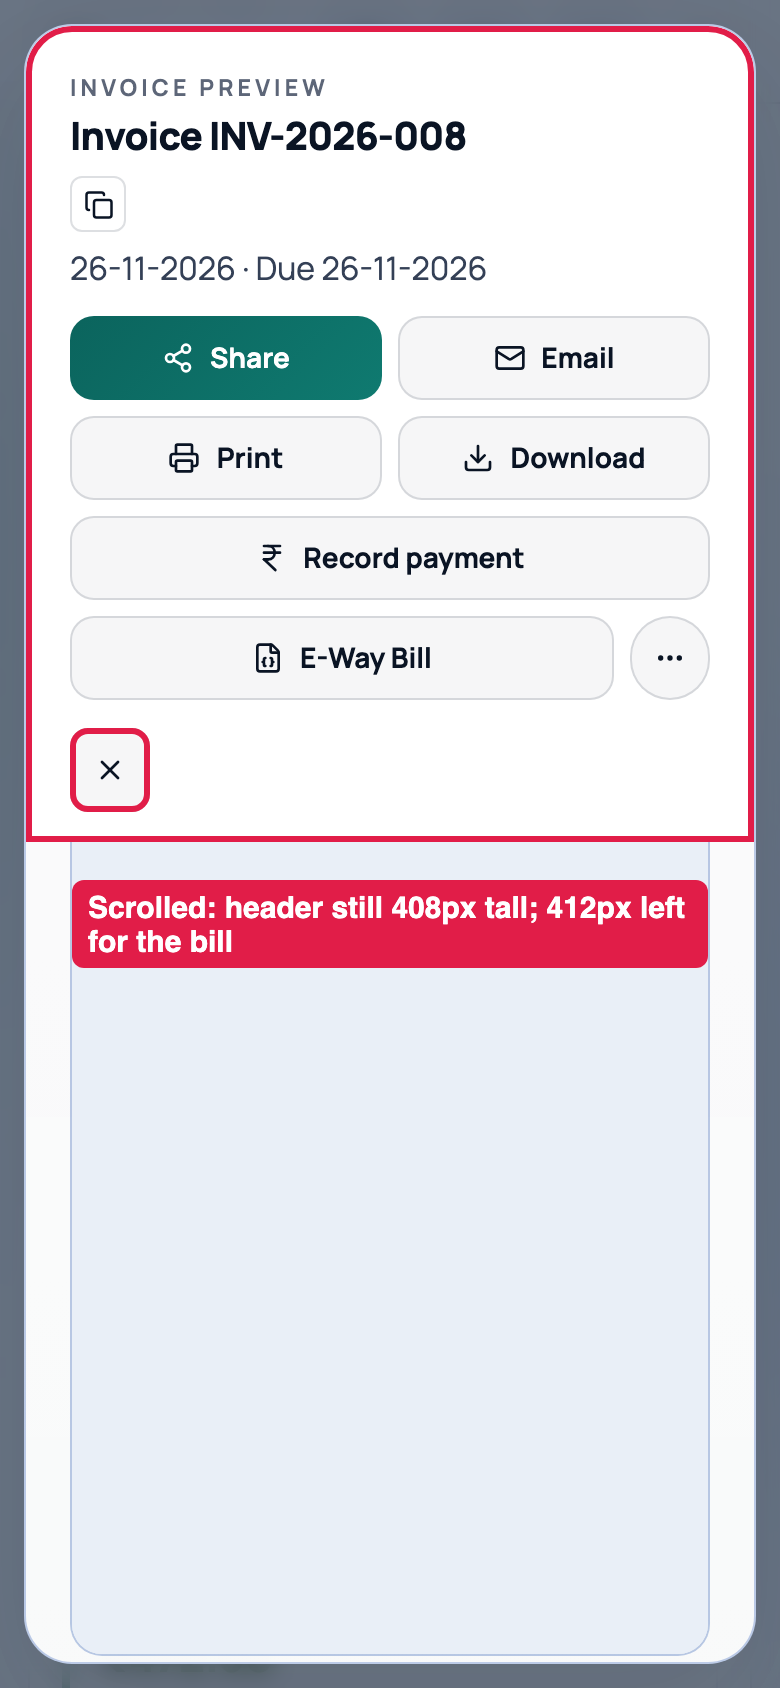 INVOICE PREVIEW
Invoice INV-2026-008
26-11-2026 · Due 26-11-2026
Share
Email
Print
Download
₹ Record payment
E-Way Bill
Scrolled: header still 408px tall; 412px left
for the bill